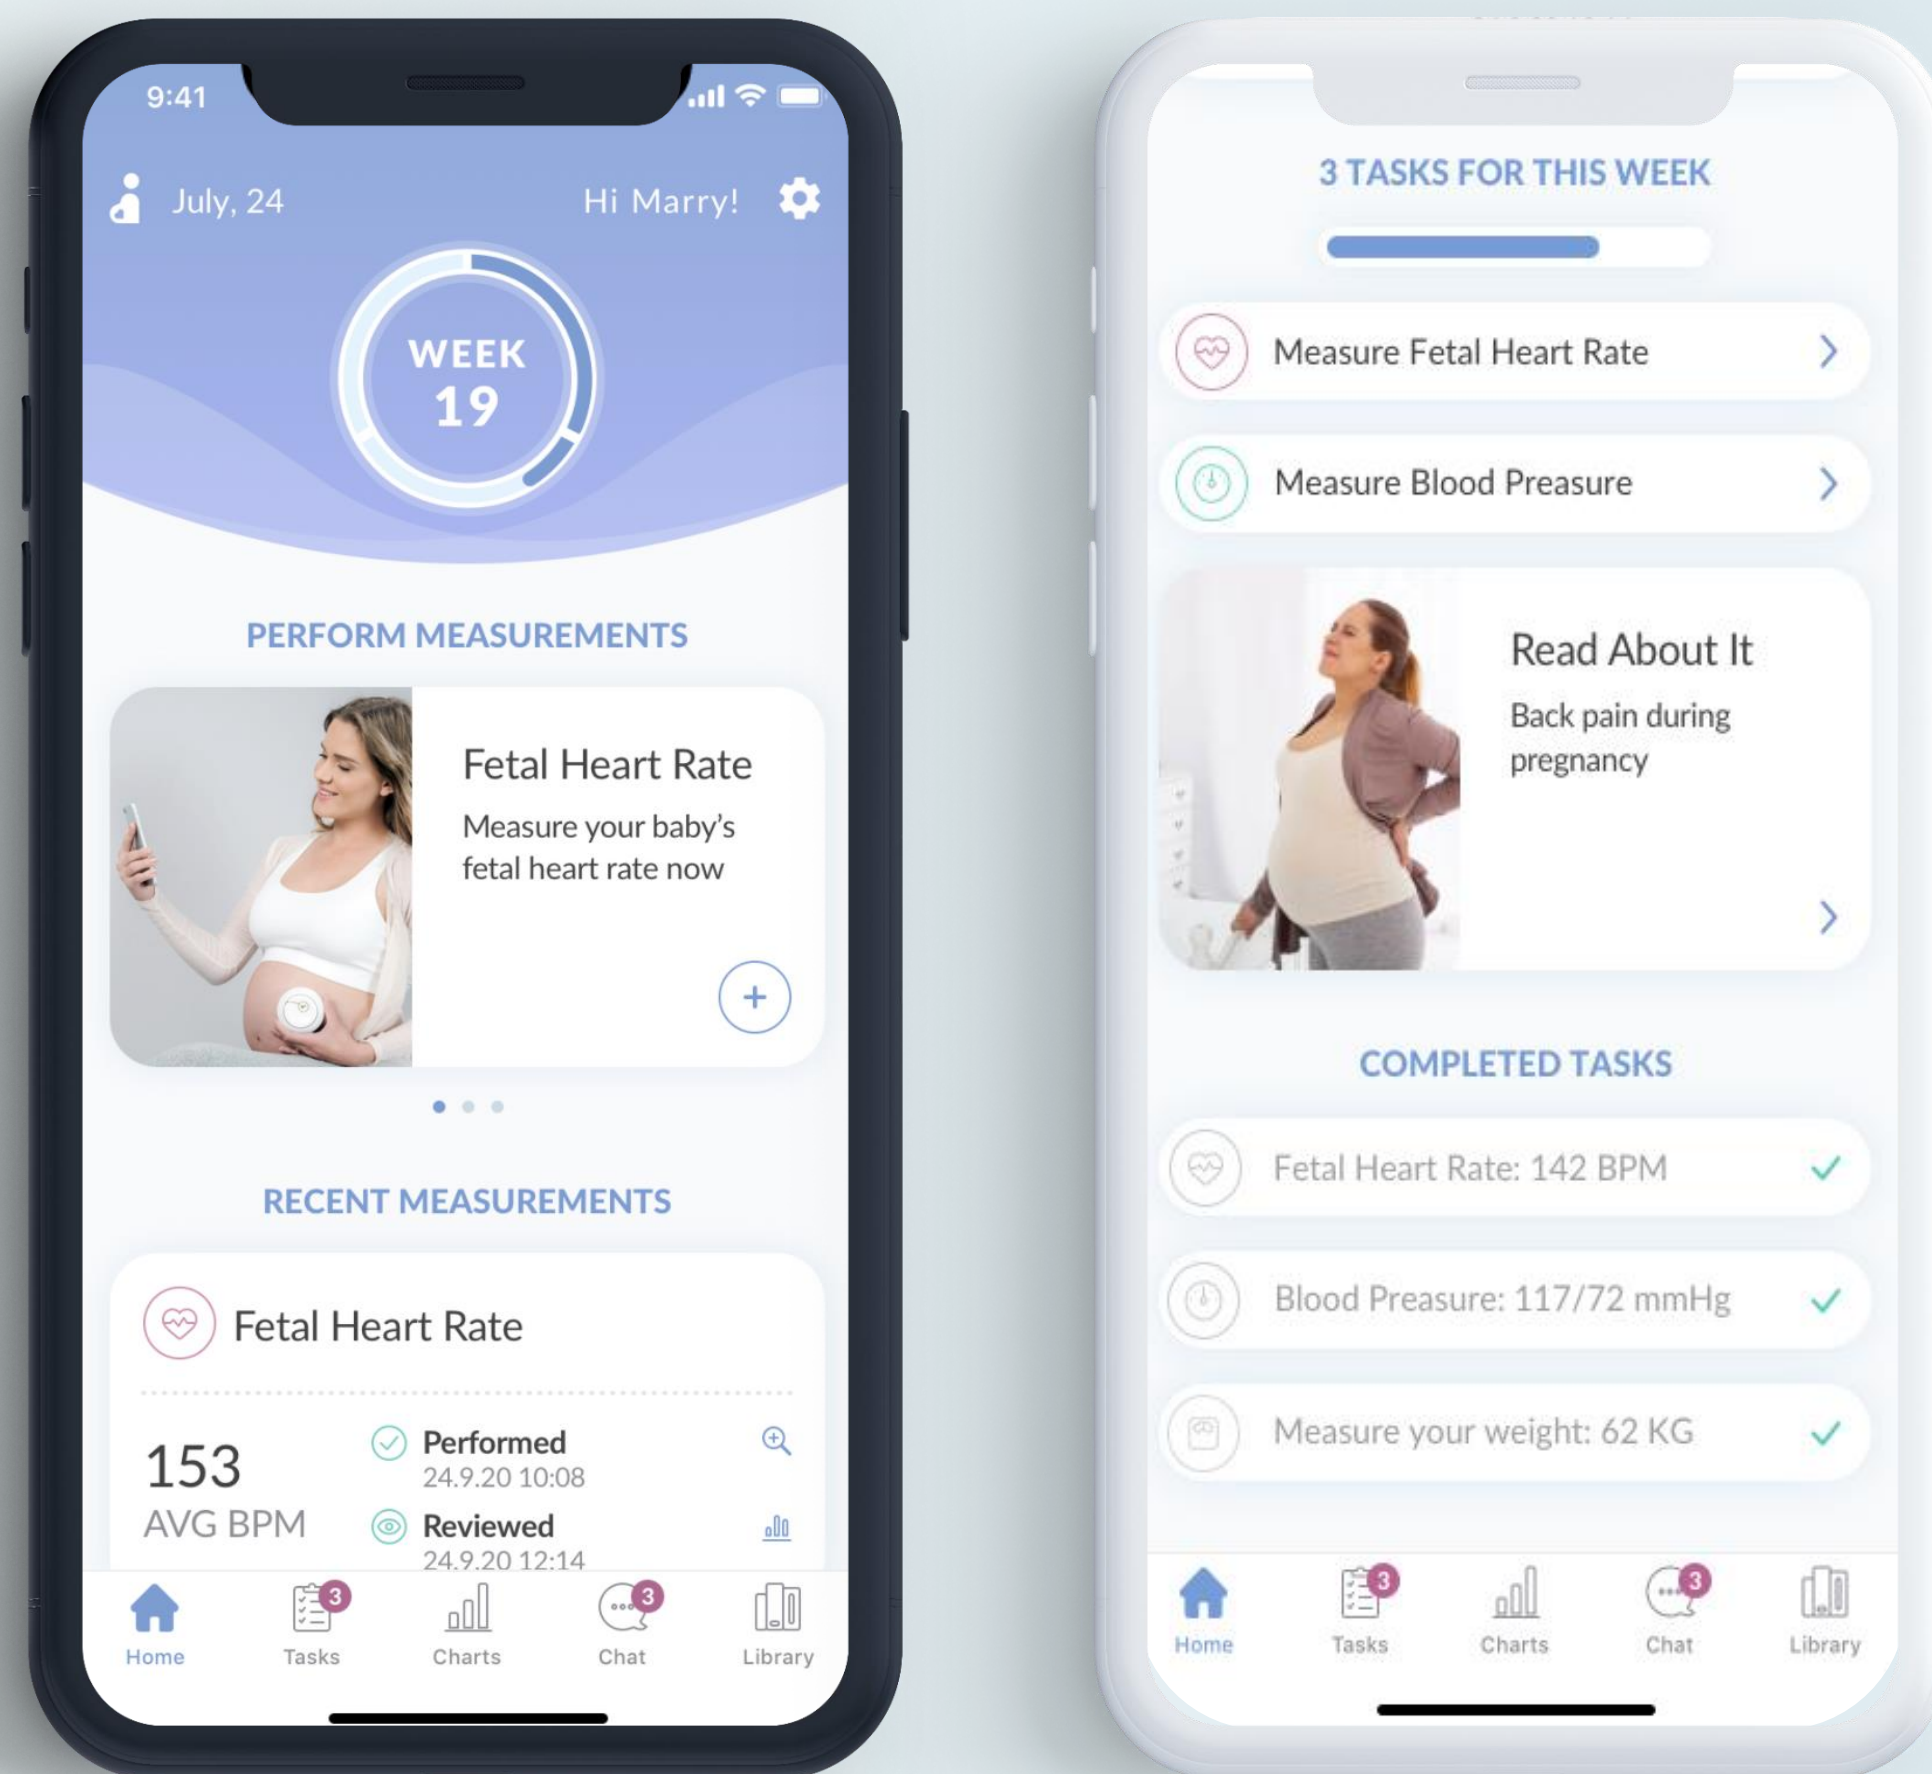 9:41
July, 24
Hi Marry!
WEEK
19
PERFORM MEASUREMENTS
Fetal Heart Rate
Measure your baby's
fetal heart rate now
RECENT MEASUREMENTS
Fetal Heart Rate
153
AVG BPM
Performed
24.9.20 10:08
Reviewed
24.9.20 12:14
3
3
Home
Tasks
Charts
Chat
Library
3 TASKS FOR THIS WEEK
Measure Fetal Heart Rate
Measure Blood Preasure
Read About It
Back pain during
pregnancy
COMPLETED TASKS
Fetal Heart Rate: 142 BPM
Blood Preasure: 117/72 mmHg
Measure your weight: 62 KG
3
3
Home
Tasks
Charts
Chat
Library